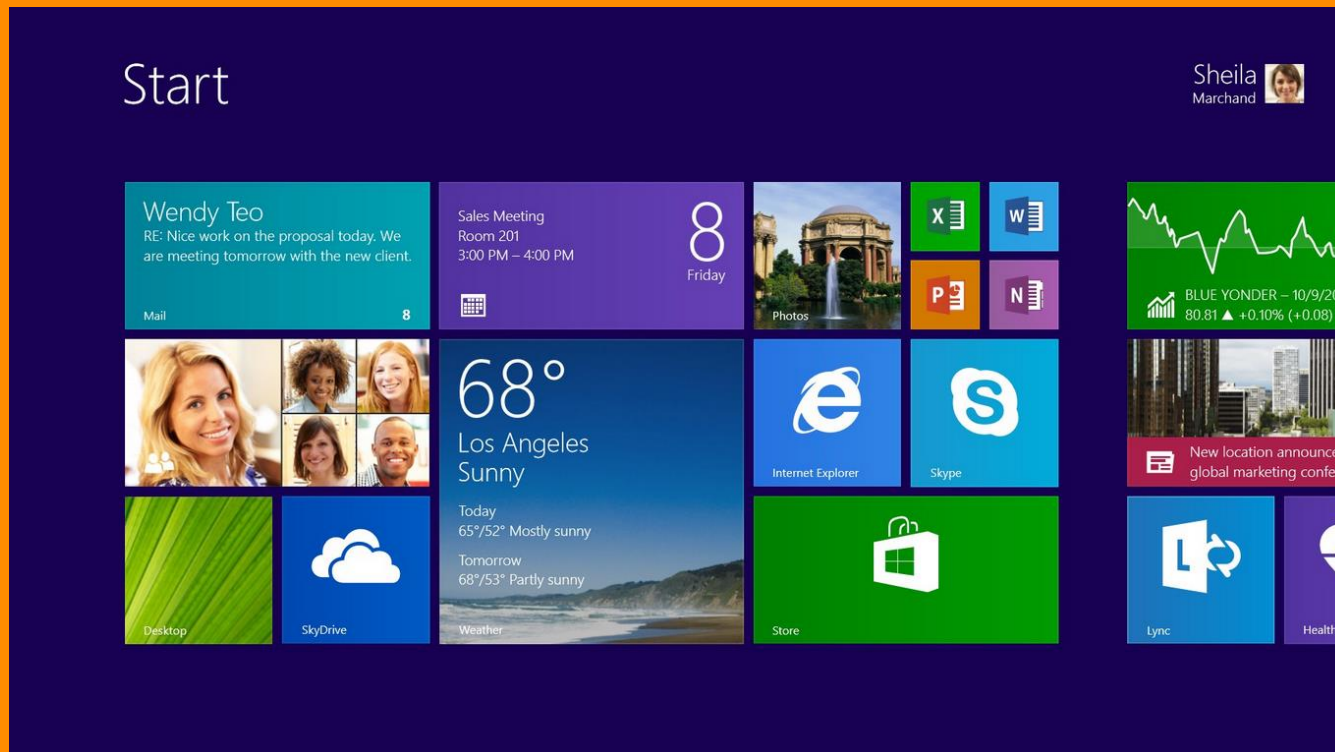 Start
Sheila
Marchand
Wendy Teo
RE: Nice work on the proposal today. We
are meeting tomorrow with the new client.
Mail
8
Sales Meeting
Room 201
3:00 PM – 4:00 PM
8
Friday
Photos
X
W
P
N
BLUE YONDER – 10/9/20
80.81 ▲ +0.10% (+0.08)
68°
Los Angeles
Sunny
Today
65°/52° Mostly sunny
Tomorrow
68°/53° Partly sunny
Weather
Internet Explorer
S
Skype
New location announce
global marketing confe
Desktop
SkyDrive
Store
L
Lync
Health